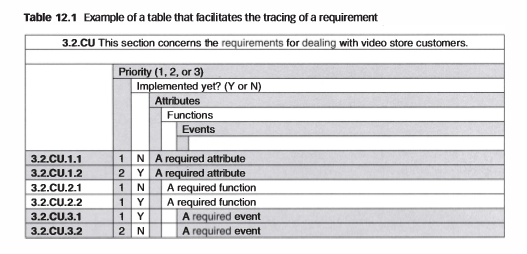 Table 12.1 Example of a table that facilitates the tracing of a requirement
3.2.CU This section concerns the requirements for dealing with video store customers.
Priority (1, 2, or 3)
Implemented yet? (Y or N)
Attributes
Functions
Events
3.2.CU.1.1 1 N A required attribute
3.2.CU.1.2 2 Y A required attribute
3.2.CU.2.1 1 N A required function
3.2.CU.2.2 1 Y A required function
3.2.CU.3.1 1 Y A required event
3.2.CU.3.2 2 N A required event